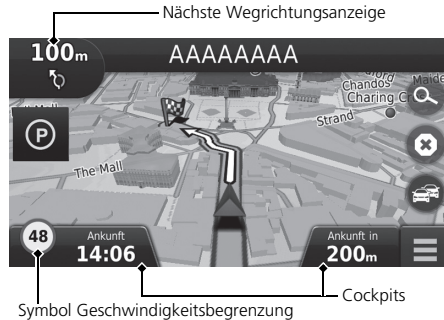 Nächste Wegrichtungsanzeige
100m
AAAAAAAA
Chandos
Charing Cr
Strand
P
The Mall
48
Ankunft
14:06
Ankunft in
200m
Cockpits
Symbol Geschwindigkeitsbegrenzung